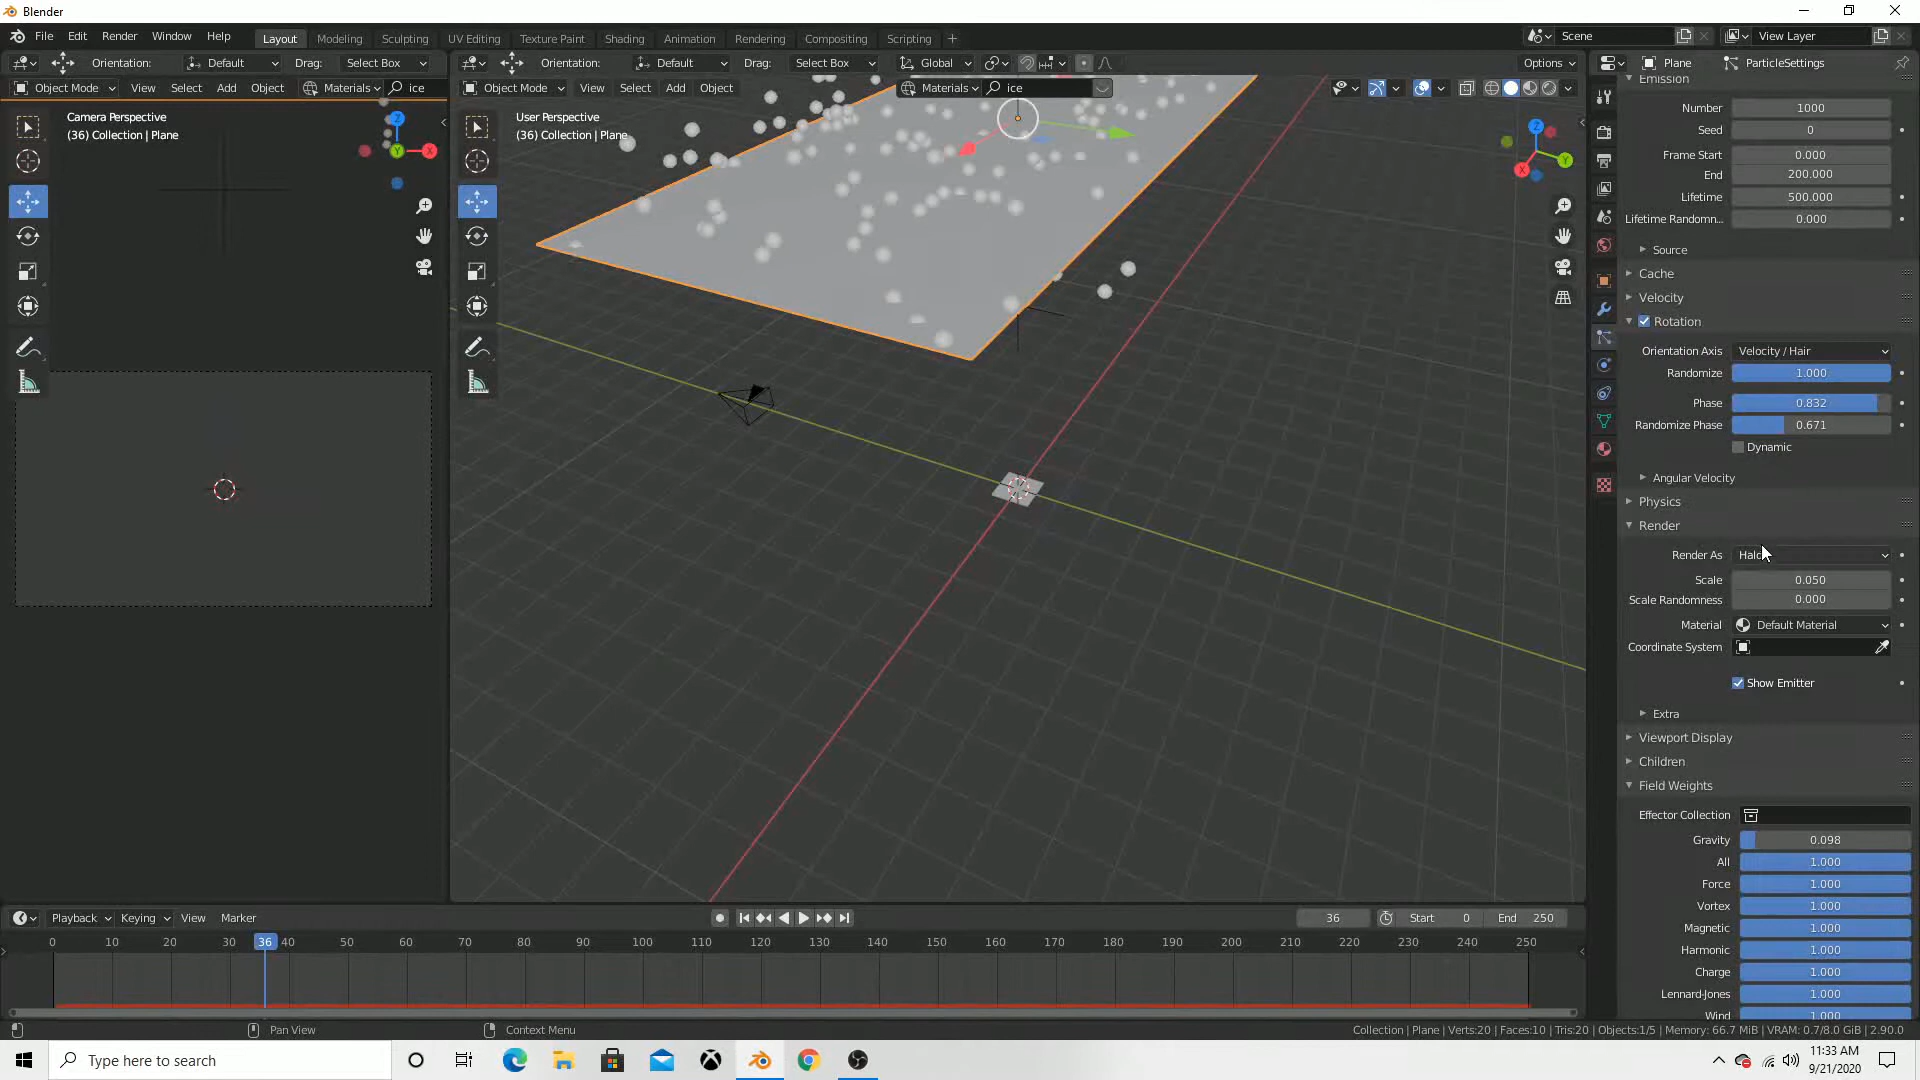 Blender
File Edit Render Window Help Layout Modeling Sculpting UV Editing Texture Paint Shading Animation Rendering Compositing Scripting Scene View Layer
Orientation: Default Drag: Select Box Orientation: Default Drag: Select Box Global Options Plane ParticleSettings
Object Mode View Select Add Object Materials ice Object Mode View Select Add Object Materials ice
Camera Perspective
(36) Collection | Plane
User Perspective
(36) Collection | Plane
Emission
Number 1000
Seed 0
Frame Start 0.000
End 200.000
Lifetime 500.000
Lifetime Randomn... 0.000
Source
Cache
Velocity
Rotation
Orientation Axis Velocity / Hair
Randomize 1.000
Phase 0.832
Randomize Phase 0.671
Dynamic
Angular Velocity
Physics
Render
Render As
Scale 0.050
Scale Randomness 0.000
Material Default Material
Coordinate System
Show Emitter
Extra
Viewport Display
Children
Field Weights
Effector Collection
Gravity 0.098
All 1.000
Force 1.000
Vortex 1.000
Magnetic 1.000
Harmonic 1.000
Charge 1.000
Lennard-Jones 1.000
Wind 1.000
Playback Keying View Marker 36 Start 0 End 250
0 10 20 30 36 40 50 60 70 80 90 100 110 120 130 140 150 160 170 180 190 200 210 220 230 240 250
Pan View Context Menu Collection | Plane | Verts:20 | Faces:10 | Tris:20 | Objects:1/5 | Memory: 66.7 MiB | VRAM: 0.7/8.0 GiB | 2.90.0
Type here to search
11:33 AM
9/21/2020